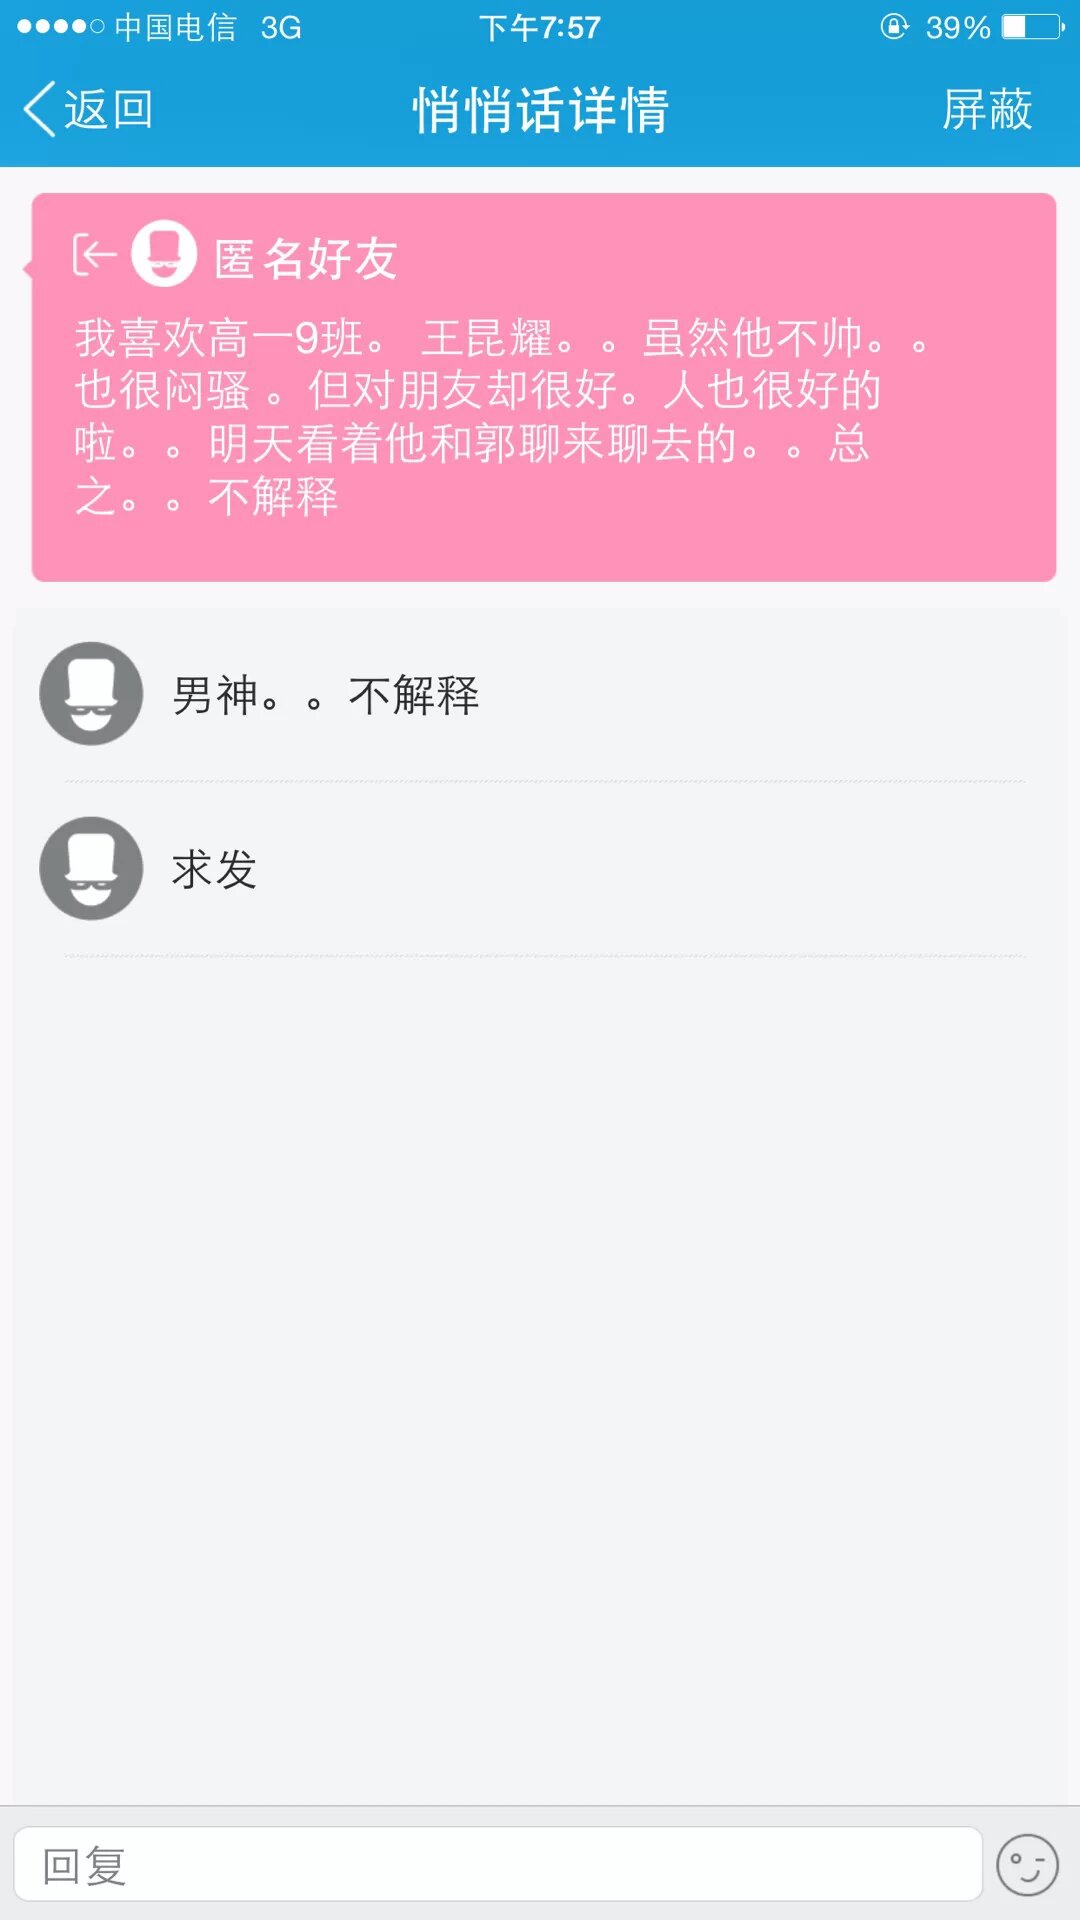 中国电信 3G 下午7:57 39%
返回 悄悄话详情 屏蔽
匿名好友
我喜欢高一9班。 王昆耀。。虽然他不帅。。
也很闷骚 。但对朋友却很好。人也很好的
啦。。明天看着他和郭聊来聊去的。。总
之。。不解释
男神。。不解释
求发
回复